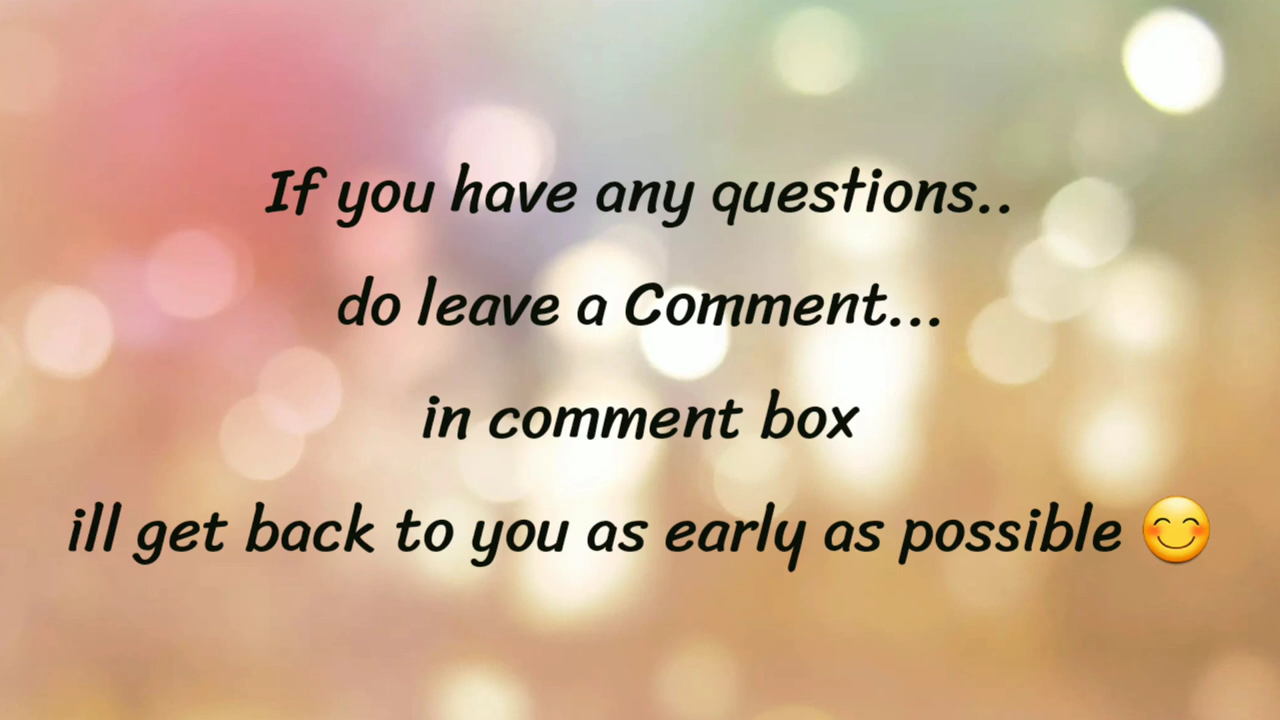 If you have any questions..
do leave a Comment...
in comment box
ill get back to you as early as possible 😊